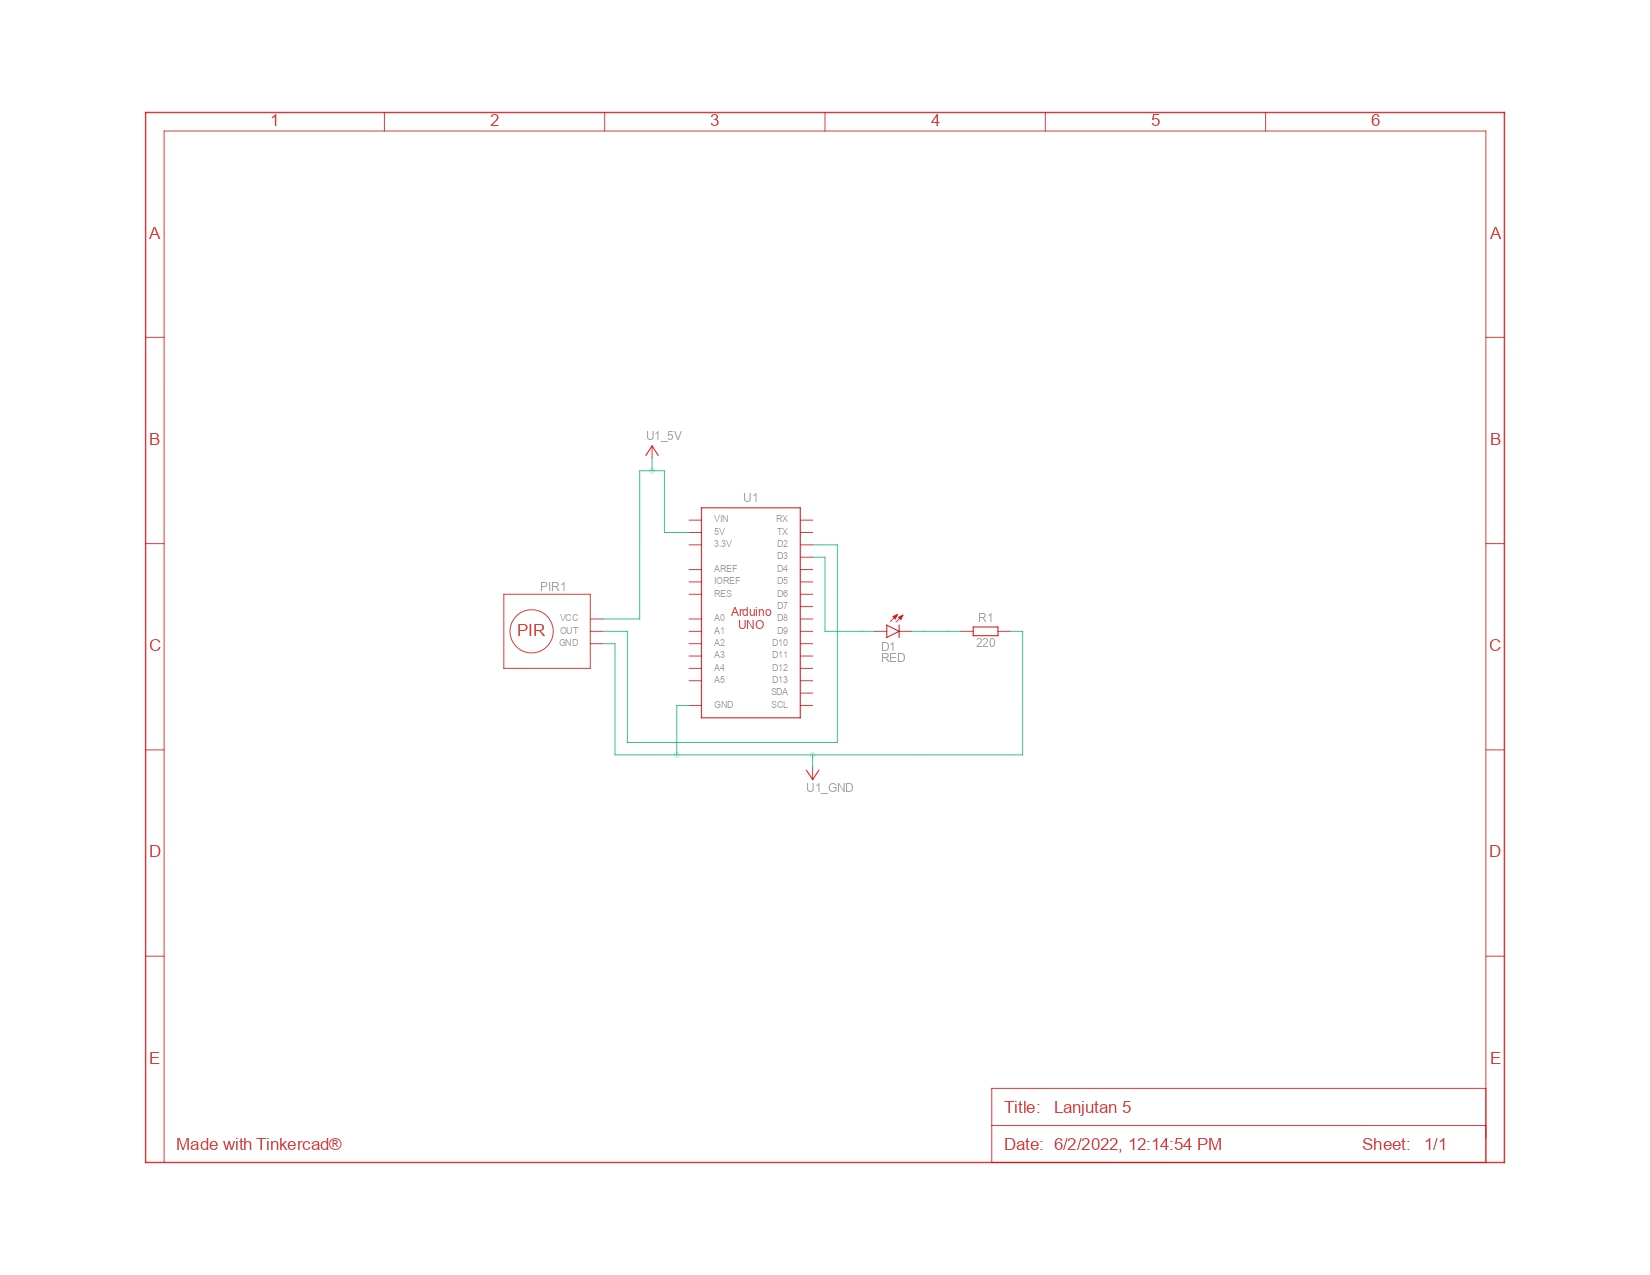 1 2 3 4 5 6
A A
B B
U1_5V
U1
VIN RX
5V TX
3.3V D2
D3
AREF D4
IOREF D5
RES D6
D7
Arduino
UNO
A0 D8
A1 D9
A2 D10
A3 D11
A4 D12
A5 D13
SDA
GND SCL
PIR1
PIR
VCC
OUT
GND
D1
RED
R1
220
C C
U1_GND
D D
E E
Title: Lanjutan 5
Made with Tinkercad®
Date: 6/2/2022, 12:14:54 PM Sheet: 1/1